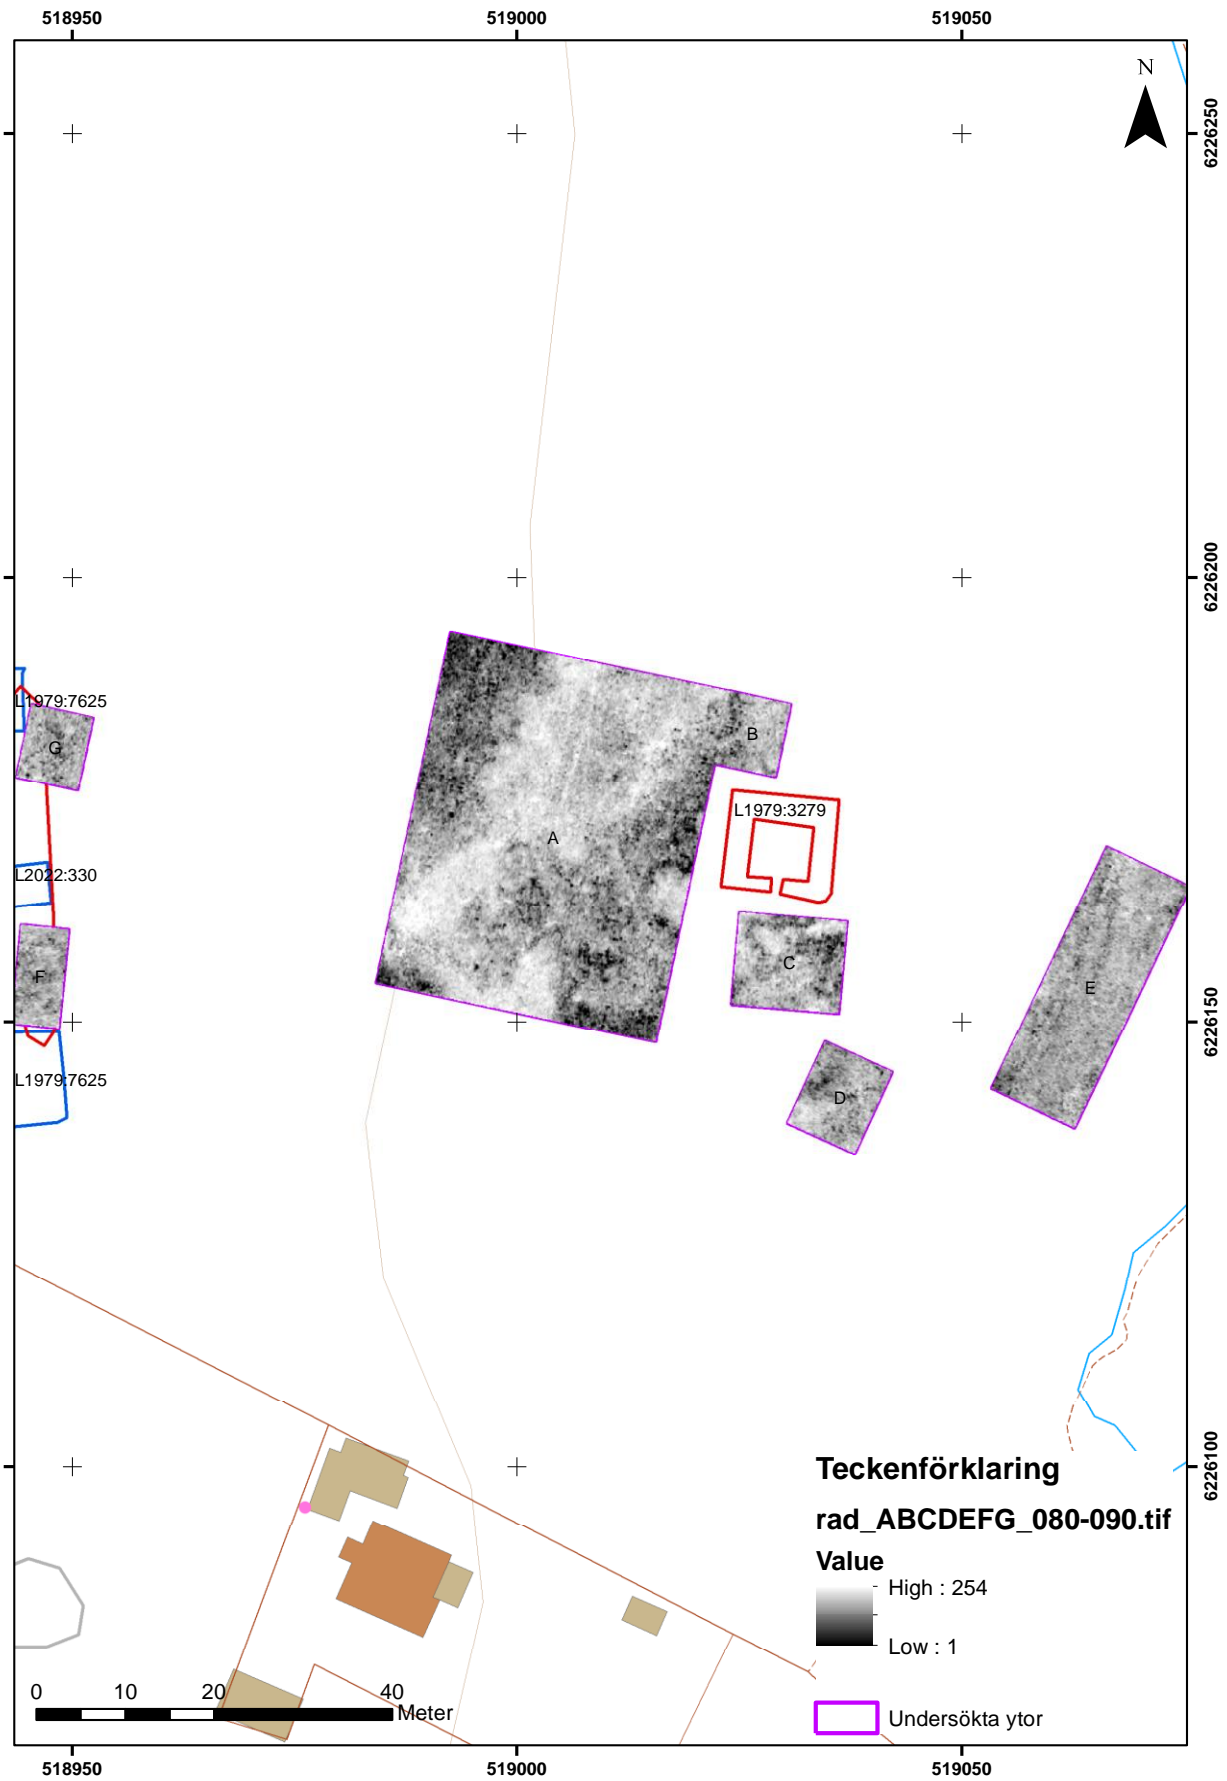 518950
519000
519050
N
6226250
6226200
L1979:7625
G
B
L1979:3279
A
L2022:330
C
F
E
6226150
L1979:7625
D
6226100
Teckenförklaring
rad_ABCDEFG_080-090.tif
Value
High : 254
Low : 1
0 10 20 40
Meter
Undersökta ytor
518950
519000
519050